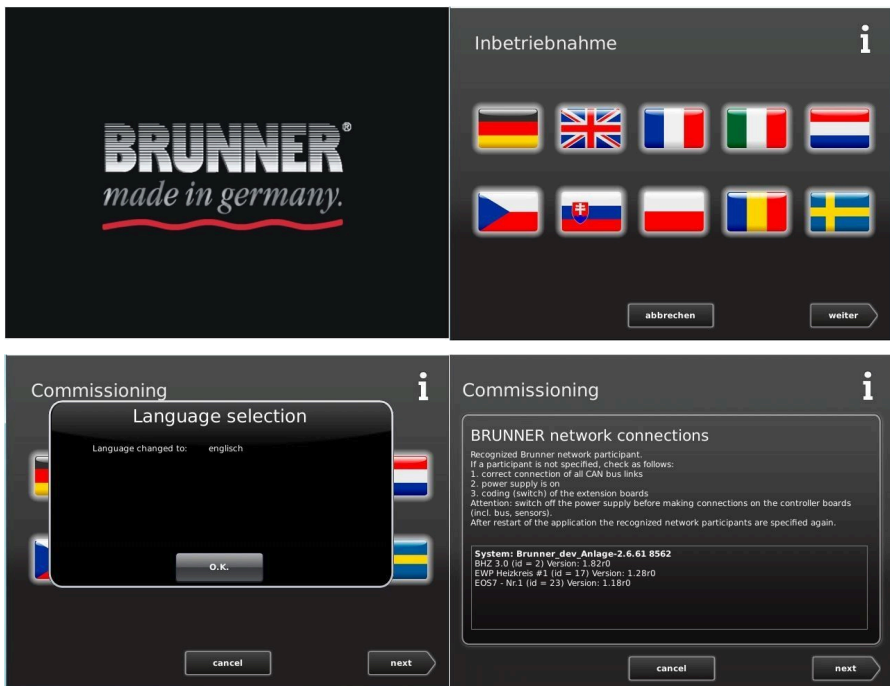 BRUNNER®
made in germany.
Inbetriebnahme
i
abbrechen
weiter
Commissioning
i
Language selection
Language changed to: englisch
O.K.
cancel
next
Commissioning
i
BRUNNER network connections
Recognized Brunner network participant.
If a participant is not specified, check as follows:
1. correct connection of all CAN bus links
2. power supply is on
3. coding (switch) of the extension boards
Attention: switch off the power supply before making connections on the controller boards
(incl. bus, sensors).
After restart of the application the recognized network participants are specified again.
System: Brunner_dev_Anlage-2.6.61 8562
BHZ 3.0 (id = 2) Version: 1.82r0
EWP Heizkreis #1 (id = 17) Version: 1.28r0
EOS7 - Nr.1 (id = 23) Version: 1.18r0
cancel
next